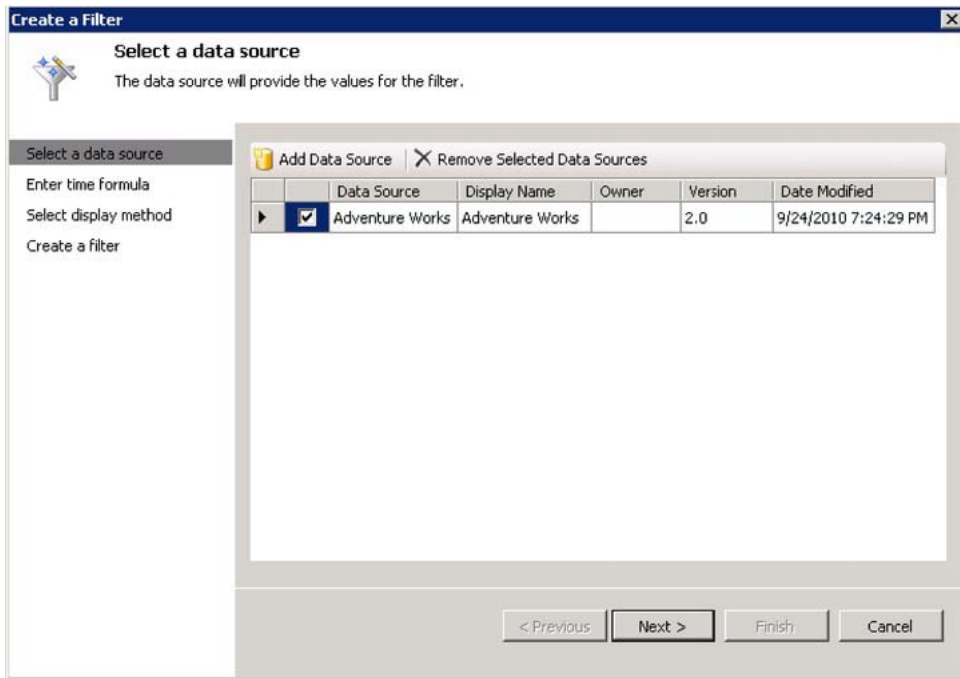 Create a Filter
Select a data source
The data source will provide the values for the filter.
Select a data source
Enter time formula
Select display method
Create a filter
Add Data Source Remove Selected Data Sources
Data Source Display Name Owner Version Date Modified
Adventure Works Adventure Works 2.0 9/24/2010 7:24:29 PM
< Previous Next > Finish Cancel